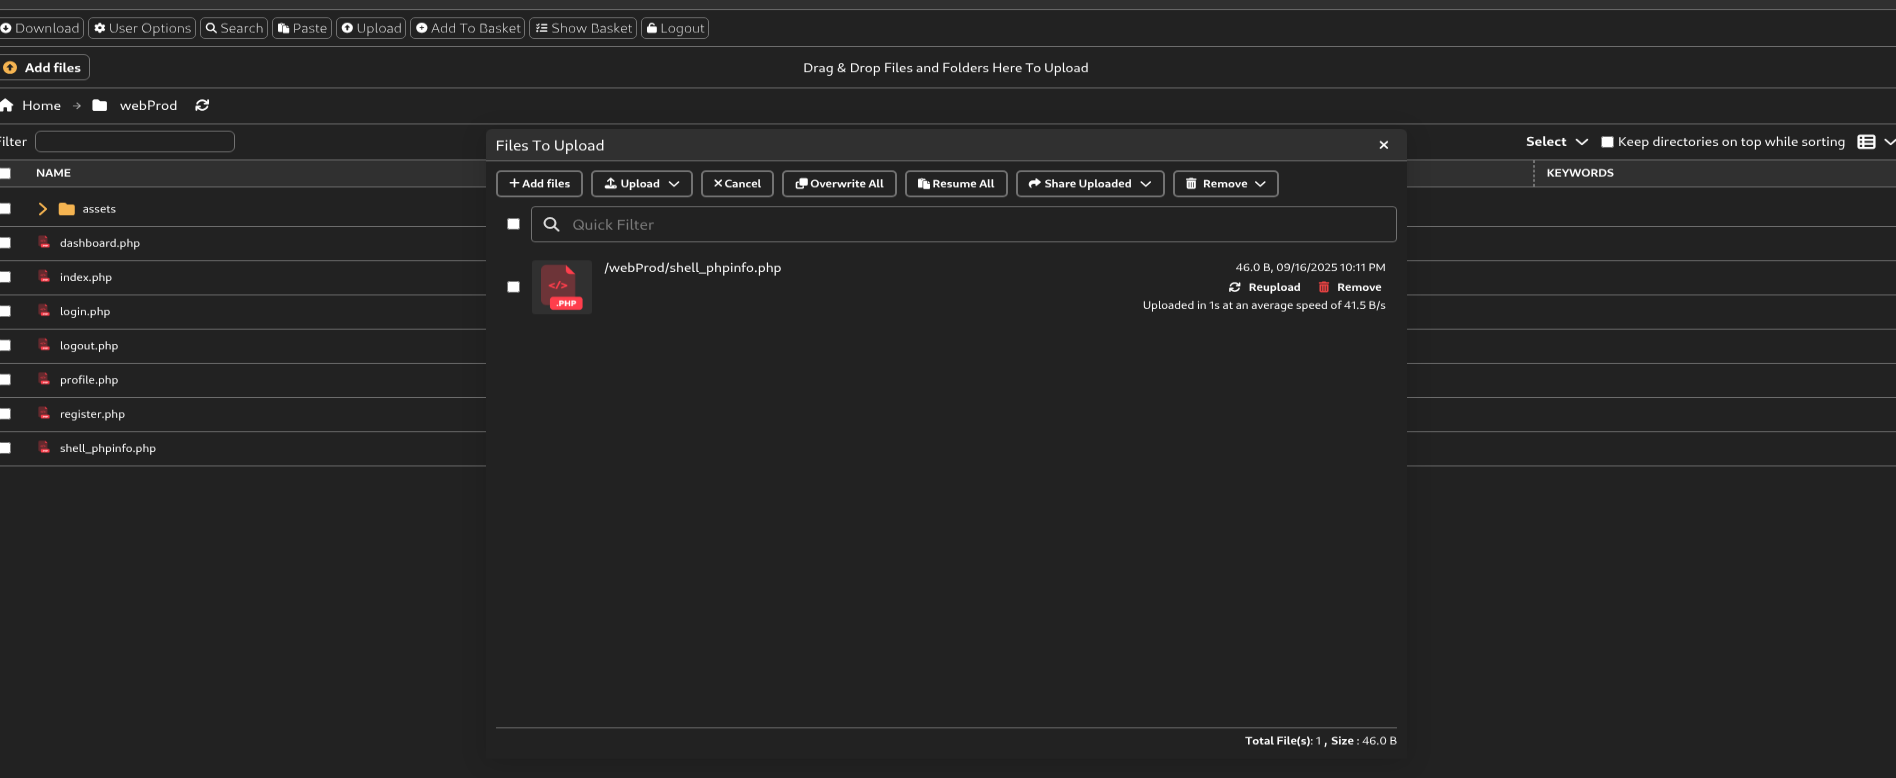 Download User Options Search Paste Upload Add To Basket Show Basket Logout
Add files Drag & Drop Files and Folders Here To Upload
Home → webProd
Select Keep directories on top while sorting
NAME KEYWORDS
assets
dashboard.php
index.php
login.php
logout.php
profile.php
register.php
shell_phpinfo.php
Files To Upload
+ Add files Upload Cancel Overwrite All Resume All Share Uploaded Remove
Quick Filter
/webProd/shell_phpinfo.php 46.0 B, 09/16/2025 10:11 PM
</> .PHP
Reupload Remove
Uploaded in 1s at an average speed of 41.5 B/s
Total File(s): 1 , Size : 46.0 B